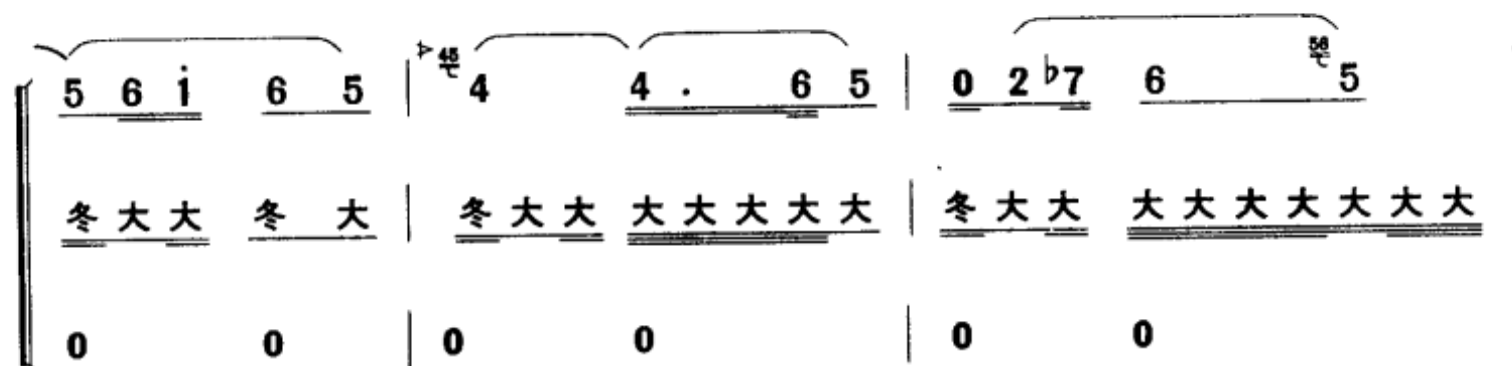 5 6 i 6 5 | 45 4 4 . 6 5 | 0 2 ♭7 6 56 5
冬 大 大 冬 大 | 冬 大 大 大 大 大 大 大 | 冬 大 大 大 大 大 大 大 大 大
0 0 | 0 0 | 0 0